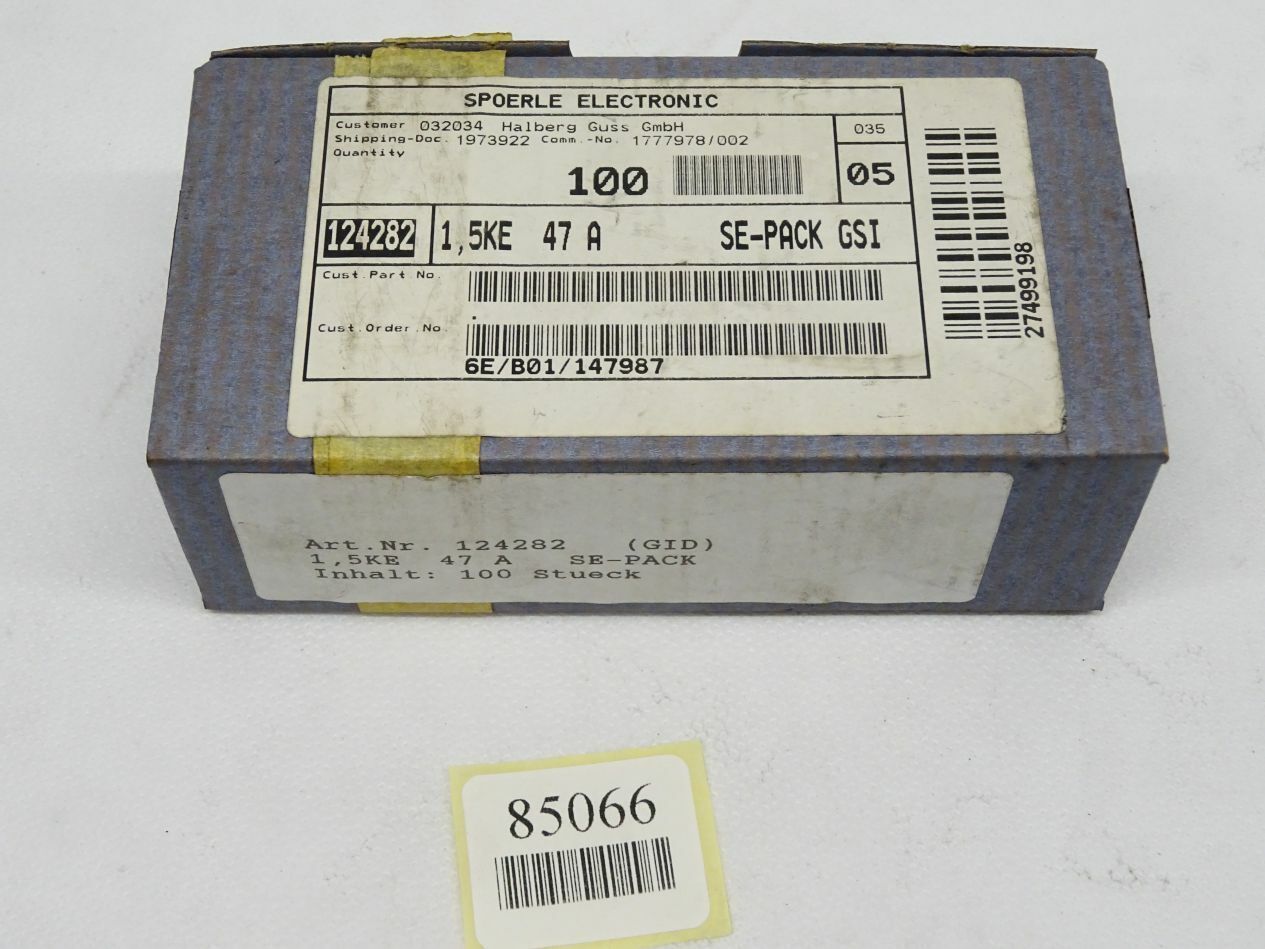 SPOERLE ELECTRONIC
Customer 032034 Halberg Guss GmbH
035
Shipping-Doc. 1973922 Comm.-No. 1777978/002
Quantity
100
05
124282 1,5KE 47 A SE-PACK GSI
Cust.Part No.
Cust.Order.No.
6E/B01/147987
27499198
Art.Nr. 124282 (GID)
1,5KE 47 A SE-PACK
Inhalt: 100 Stueck
85066